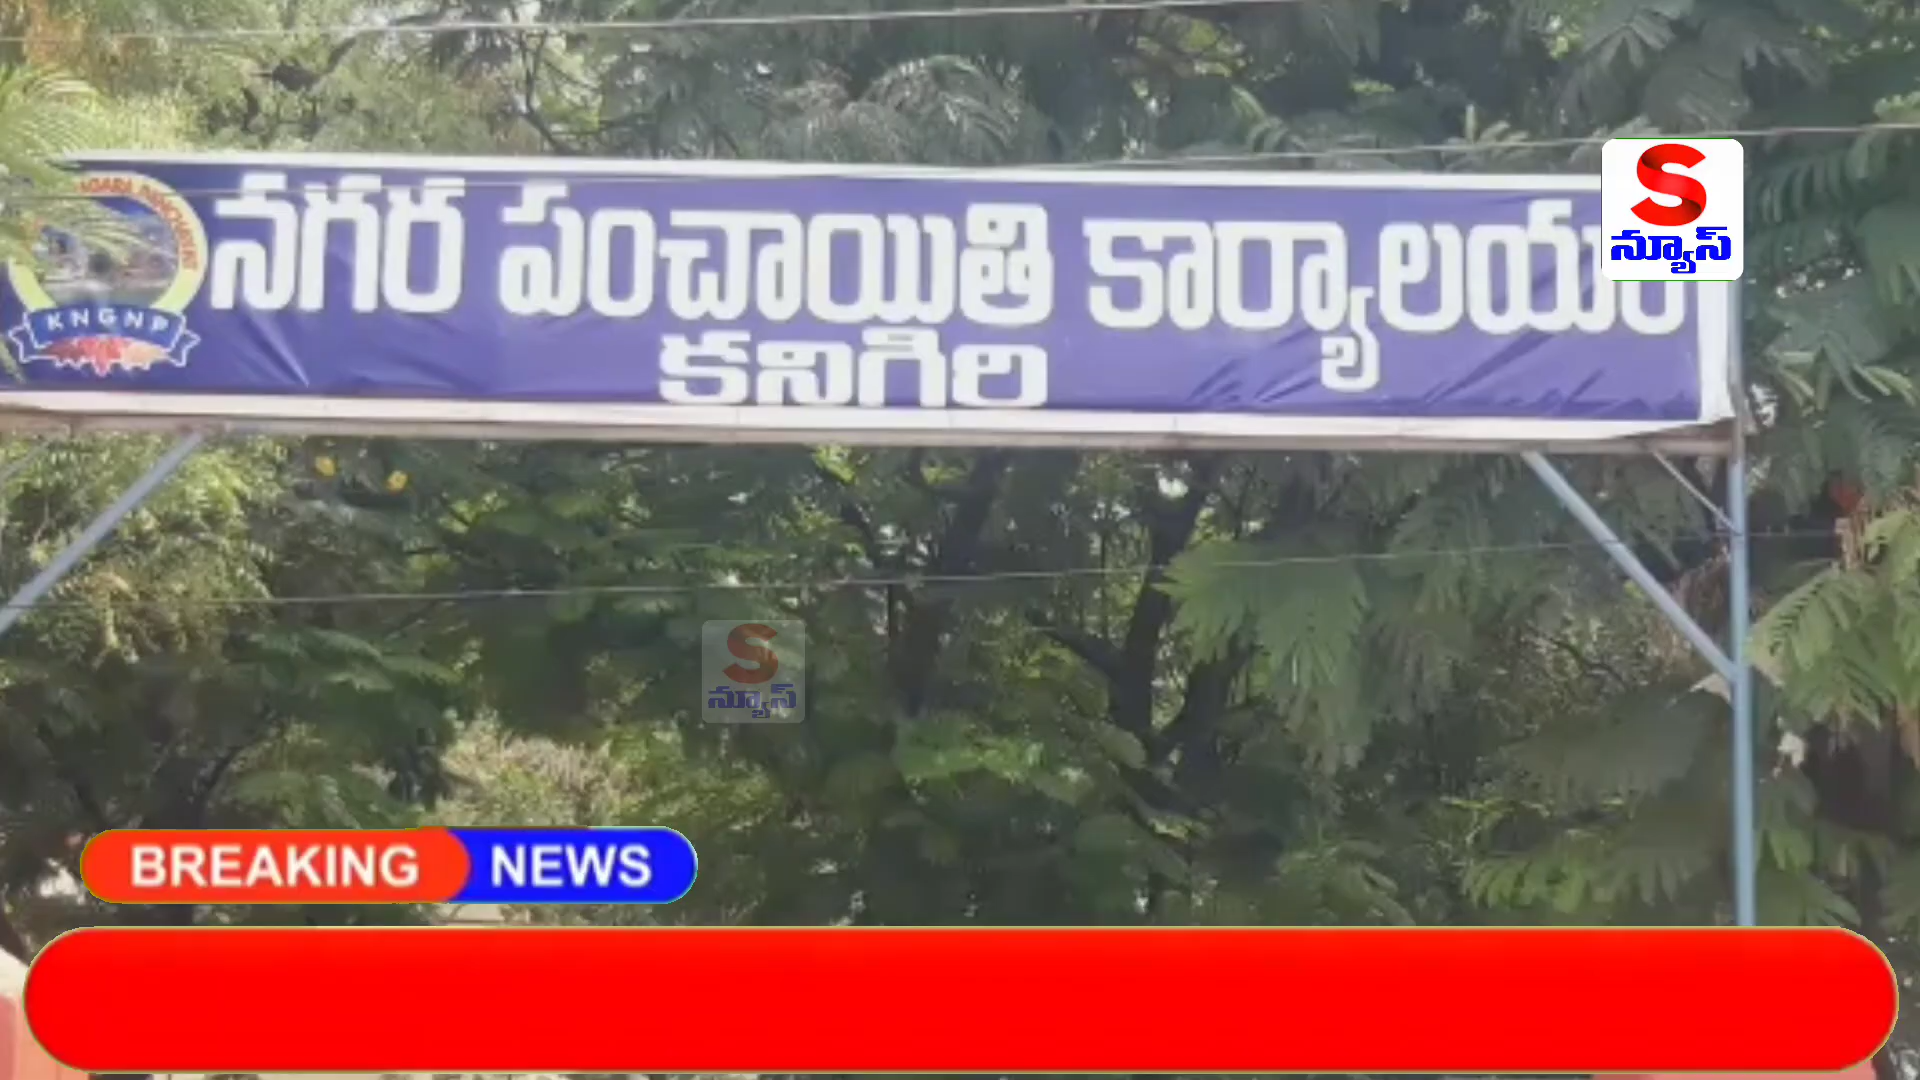 నగర పంచాయితి కార్యాలయం
కనిగిరి
KNGNP
S
న్యూస్
S
న్యూస్
BREAKING NEWS